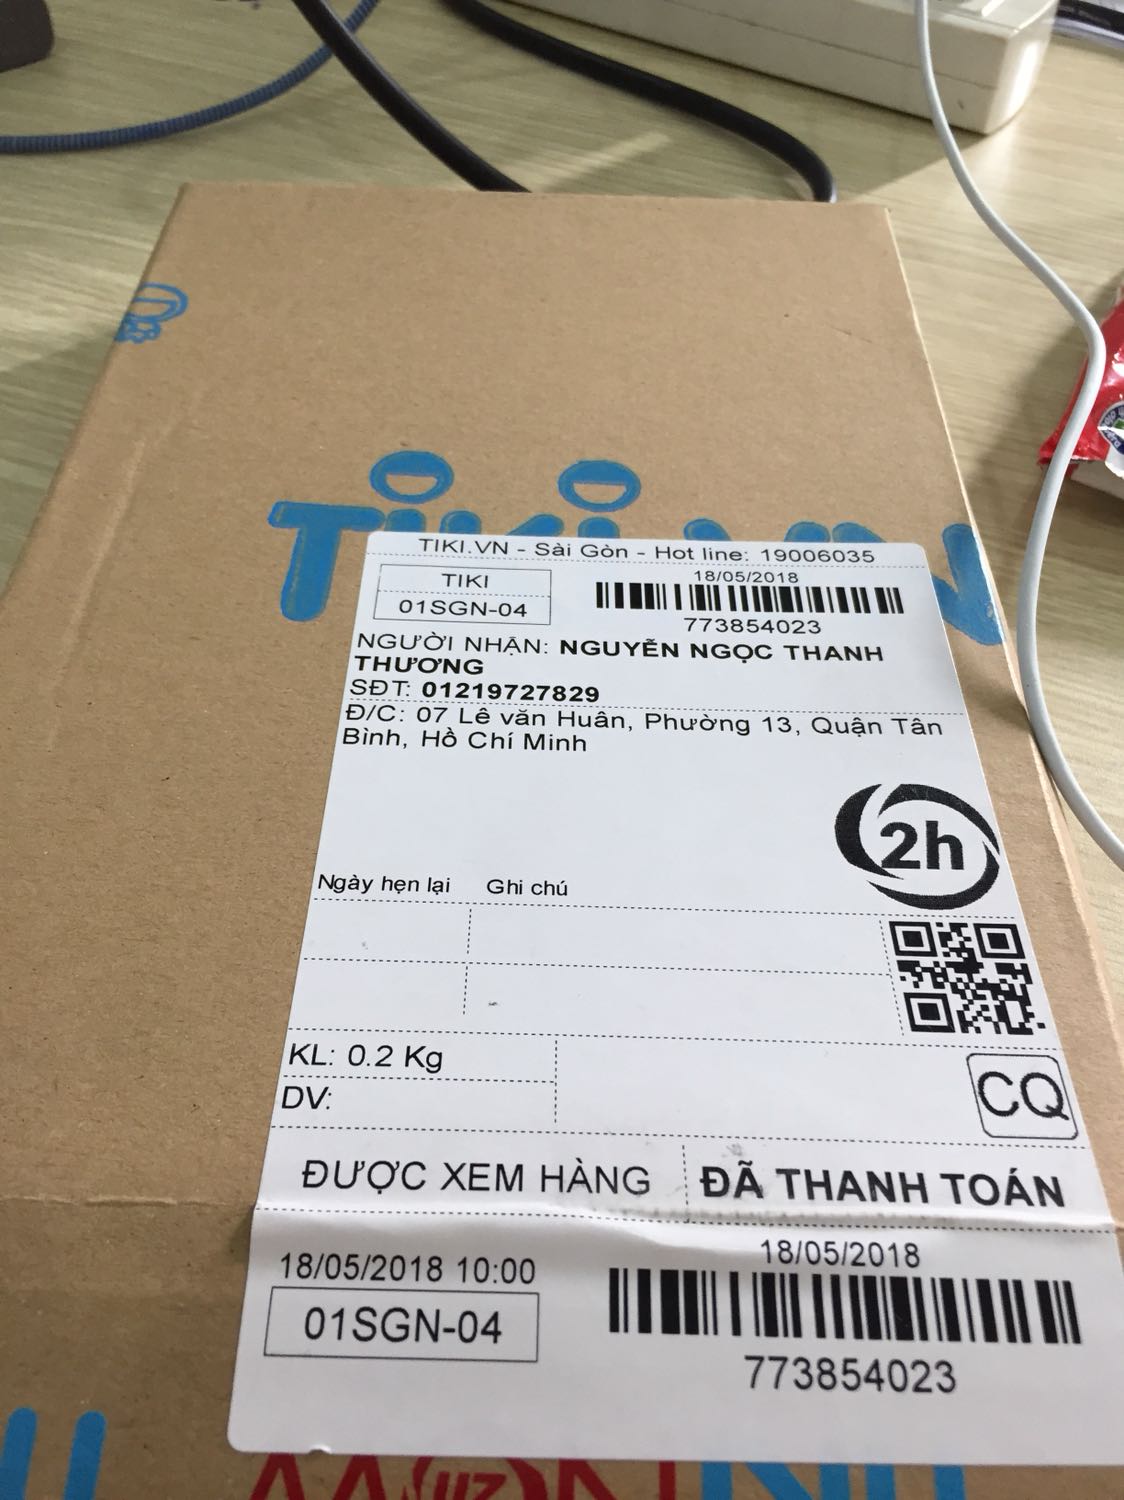 TIKI.VN
TIKI.VN - Sài Gòn - Hot line: 19006035
TIKI
01SGN-04
18/05/2018
773854023
NGƯỜI NHẬN: NGUYỄN NGỌC THANH
THƯƠNG
SĐT: 01219727829
Đ/C: 07 Lê văn Huân, Phường 13, Quận Tân
Bình, Hồ Chí Minh
2h
Ngày hẹn lại Ghi chú
KL: 0.2 Kg
DV:
CQ
ĐƯỢC XEM HÀNG ĐÃ THANH TOÁN
18/05/2018 10:00
01SGN-04
18/05/2018
773854023